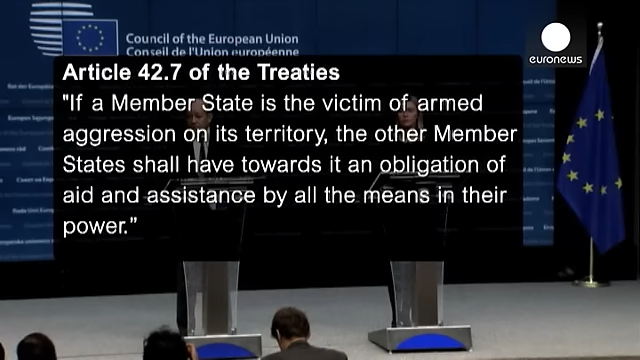 Council of the European Union
Conseil de l'Union européenne
euronews
Article 42.7 of the Treaties
"If a Member State is the victim of armed
aggression on its territory, the other Member
States shall have towards it an obligation of
aid and assistance by all the means in their
power.”